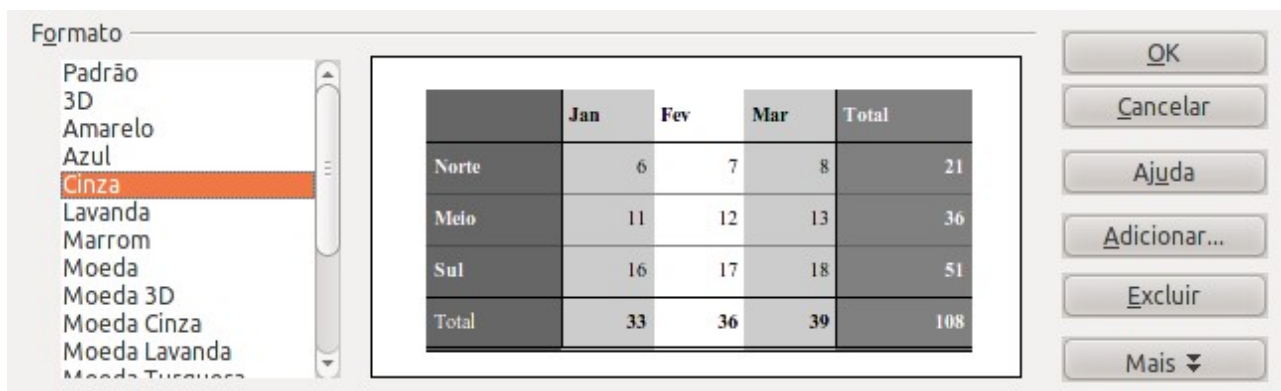 Formato
Padrão
3D
Amarelo
Azul
Cinza
Lavanda
Marrom
Moeda
Moeda 3D
Moeda Cinza
Moeda Lavanda
Moeda Turquesa
Jan Fev Mar Total
Norte 6 7 8 21
Meio 11 12 13 36
Sul 16 17 18 51
Total 33 36 39 108
OK
Cancelar
Ajuda
Adicionar...
Excluir
Mais